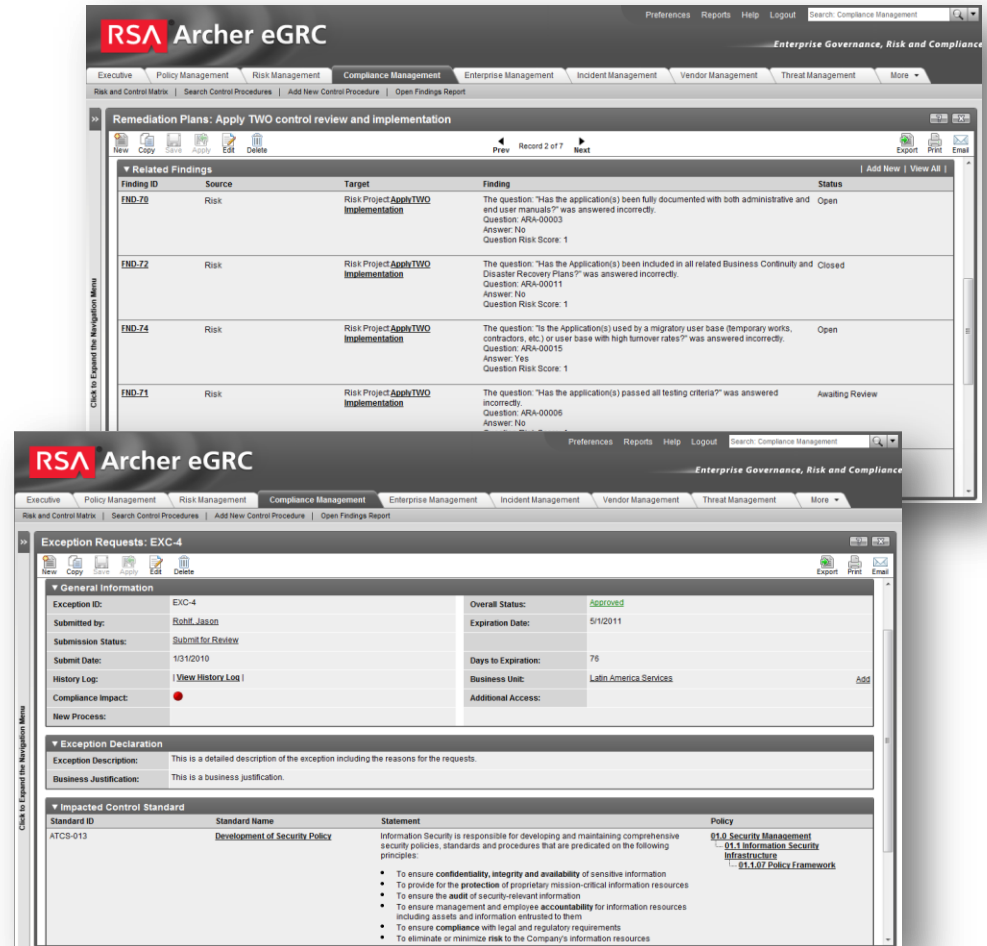 Preferences Reports Help Logout Search: Compliance Management
RSA Archer eGRC
Enterprise Governance, Risk and Compliance
Executive Policy Management Risk Management Compliance Management Enterprise Management Incident Management Vendor Management Threat Management More
Risk and Control Matrix | Search Control Procedures | Add New Control Procedure | Open Findings Report
Remediation Plans: Apply TWO control review and implementation
New Copy Save Apply Edit Delete Prev Record 2 of 7 Next Export Print Email
Related Findings | Add New | View All |
Finding ID Source Target Finding Status
FND-70 Risk Risk Project:ApplyTWO The question: "Has the application(s) been fully documented with both administrative and Open
Implementation end user manuals?" was answered incorrectly.
Question: ARA-00003
Answer: No
Question Risk Score: 1
FND-72 Risk Risk Project:ApplyTWO The question: "Has the Application(s) been included in all related Business Continuity and Closed
Implementation Disaster Recovery Plans?" was answered incorrectly.
Question: ARA-00011
Answer: No
Question Risk Score: 1
FND-74 Risk Risk Project:ApplyTWO The question: "Is the Application(s) used by a migratory user base (temporary works, Open
Implementation contractors, etc.) or user base with high turnover rates?" was answered incorrectly.
Question: ARA-00015
Answer: Yes
Question Risk Score: 1
FND-71 Risk Risk Project:ApplyTWO The question: "Has the application(s) passed all testing criteria?" was answered Awaiting Review
Implementation incorrectly.
Question: ARA-00006
Answer: No
Click to Expand the Navigation Menu
Preferences Reports Help Logout Search: Compliance Management
RSA Archer eGRC
Enterprise Governance, Risk and Compliance
Executive Policy Management Risk Management Compliance Management Enterprise Management Incident Management Vendor Management Threat Management More
Risk and Control Matrix | Search Control Procedures | Add New Control Procedure | Open Findings Report
Exception Requests: EXC-4
New Copy Save Apply Edit Delete Export Print Email
General Information
Exception ID: EXC-4 Overall Status: Approved
Submitted by: Rohlf, Jason Expiration Date: 5/1/2011
Submission Status: Submit for Review
Submit Date: 1/31/2010 Days to Expiration: 76
History Log: | View History Log | Business Unit: Latin America Services Add
Compliance Impact: Additional Access:
New Process:
Exception Declaration
Exception Description: This is a detailed description of the exception including the reasons for the requests.
Business Justification: This is a business justification.
Impacted Control Standard
Standard ID Standard Name Statement Policy
ATCS-013 Development of Security Policy Information Security is responsible for developing and maintaining comprehensive 01.0 Security Management
security policies, standards and procedures that are predicated on the following 01.1 Information Security
principles: Infrastructure
01.1.07 Policy Framework
• To ensure confidentiality, integrity and availability of sensitive information
• To provide for the protection of proprietary mission-critical information resources
• To ensure the audit of security-relevant information
• To ensure management and employee accountability for information resources
including assets and information entrusted to them
• To ensure compliance with legal and regulatory requirements
• To eliminate or minimize risk to the Company's information resources
Click to Expand the Navigation Menu